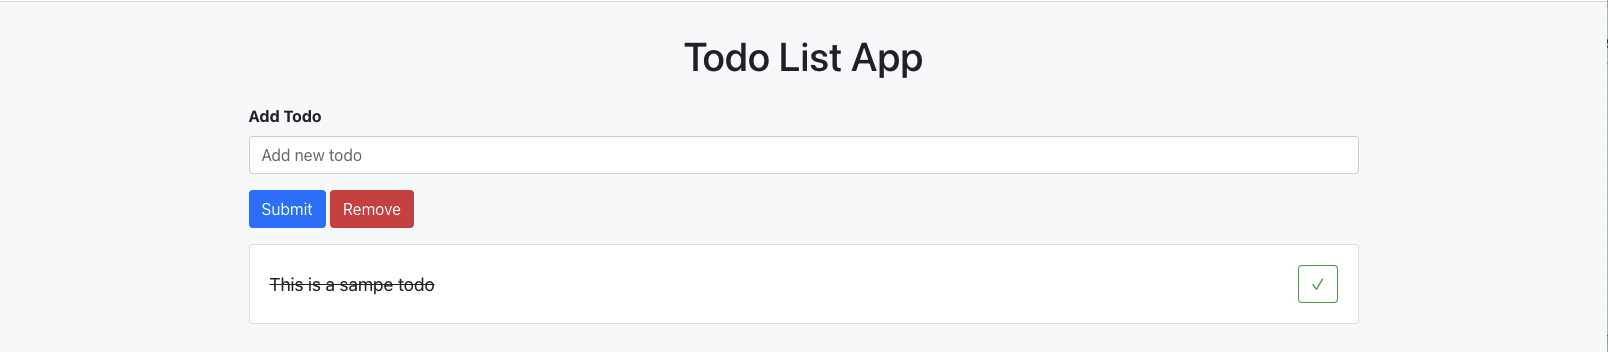 Todo List App
Add Todo
Add new todo
Submit Remove
This is a sampe todo ✓